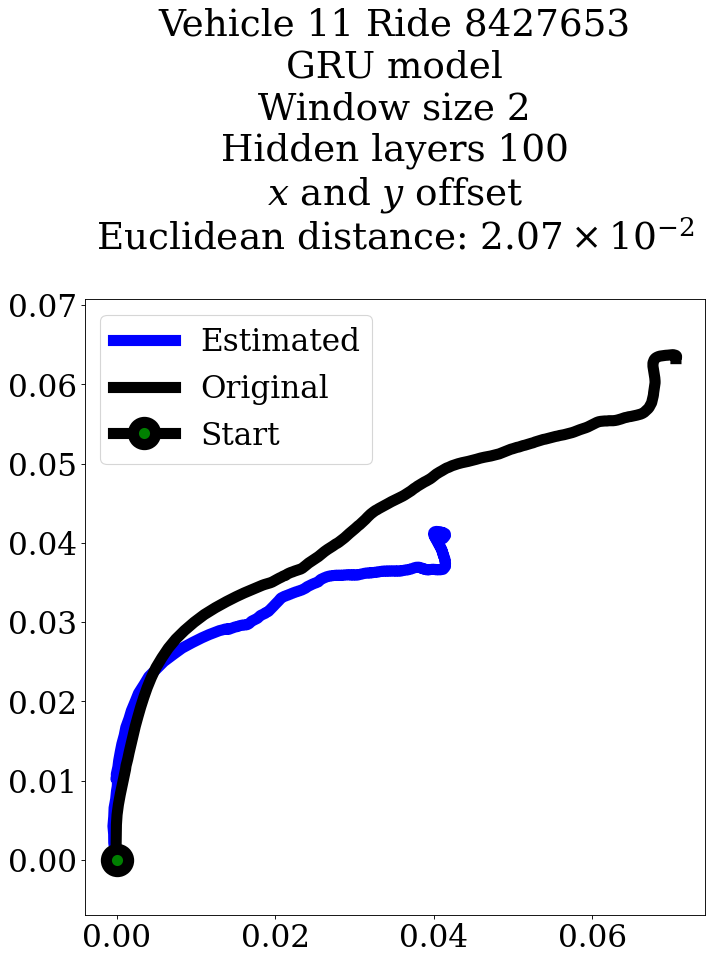 Vehicle 11 Ride 8427653
GRU model
Window size 2
Hidden layers 100
x and y offset
Euclidean distance: 2.07 × 10⁻²
0.07
0.06
0.05
0.04
0.03
0.02
0.01
0.00
Estimated
Original
Start
0.00 0.02 0.04 0.06